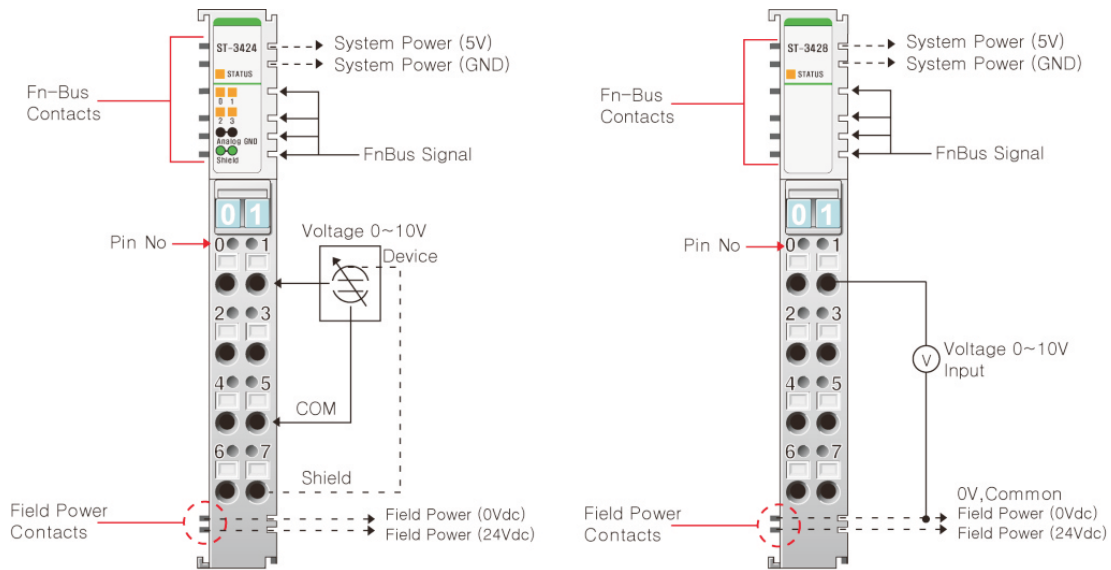 ST-3424
System Power (5V)
System Power (GND)
STATUS
Fn-Bus
Contacts
0 1
2 3
Analog GND
Shield
FnBus Signal
0 1
Pin No
0 1
Voltage 0~10V
Device
2 3
4 5
COM
6 7
Shield
Field Power
Contacts
Field Power (0Vdc)
Field Power (24Vdc)
ST-3428
System Power (5V)
System Power (GND)
STATUS
Fn-Bus
Contacts
FnBus Signal
0 1
Pin No
0 1
2 3
V
Voltage 0~10V
Input
4 5
6 7
0V,Common
Field Power
Contacts
Field Power (0Vdc)
Field Power (24Vdc)